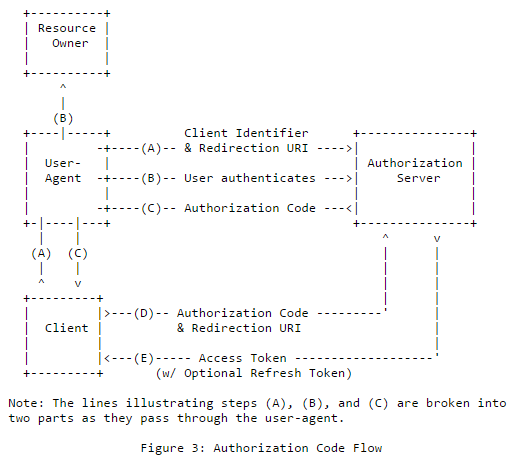 Resource
Owner
(B)
Client Identifier
(A)-- & Redirection URI
User-
Agent
(B)-- User authenticates
Authorization
Server
(C)-- Authorization Code
(A) (C)
Client
(D)-- Authorization Code
& Redirection URI
(E)----- Access Token
(w/ Optional Refresh Token)
Note: The lines illustrating steps (A), (B), and (C) are broken into
two parts as they pass through the user-agent.
Figure 3: Authorization Code Flow